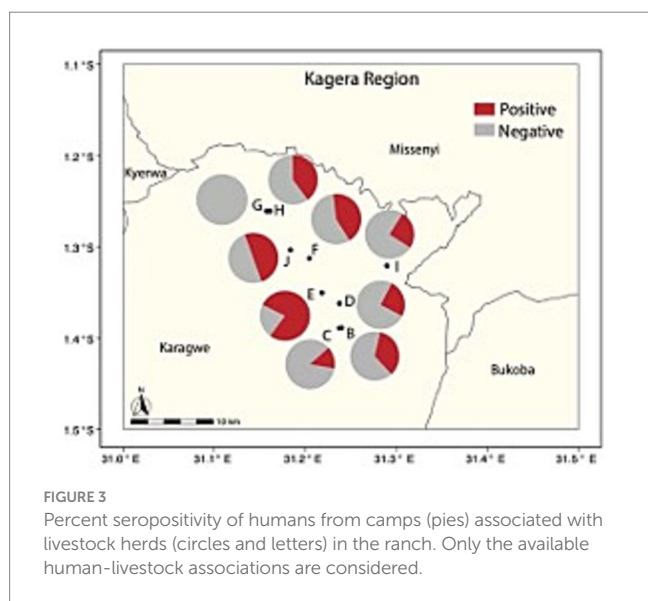 Kagera Region
Positive
Negative
Missenyi
Kyerwa
Karagwe
Bukoba
G H
J F
I
E D
C B
N
10 km
1.1°S
1.2°S
1.3°S
1.4°S
1.5°S
31.0° E 31.1° E 31.2° E 31.3° E 31.4° E 31.5° E
FIGURE 3
Percent seropositivity of humans from camps (pies) associated with
livestock herds (circles and letters) in the ranch. Only the available
human-livestock associations are considered.